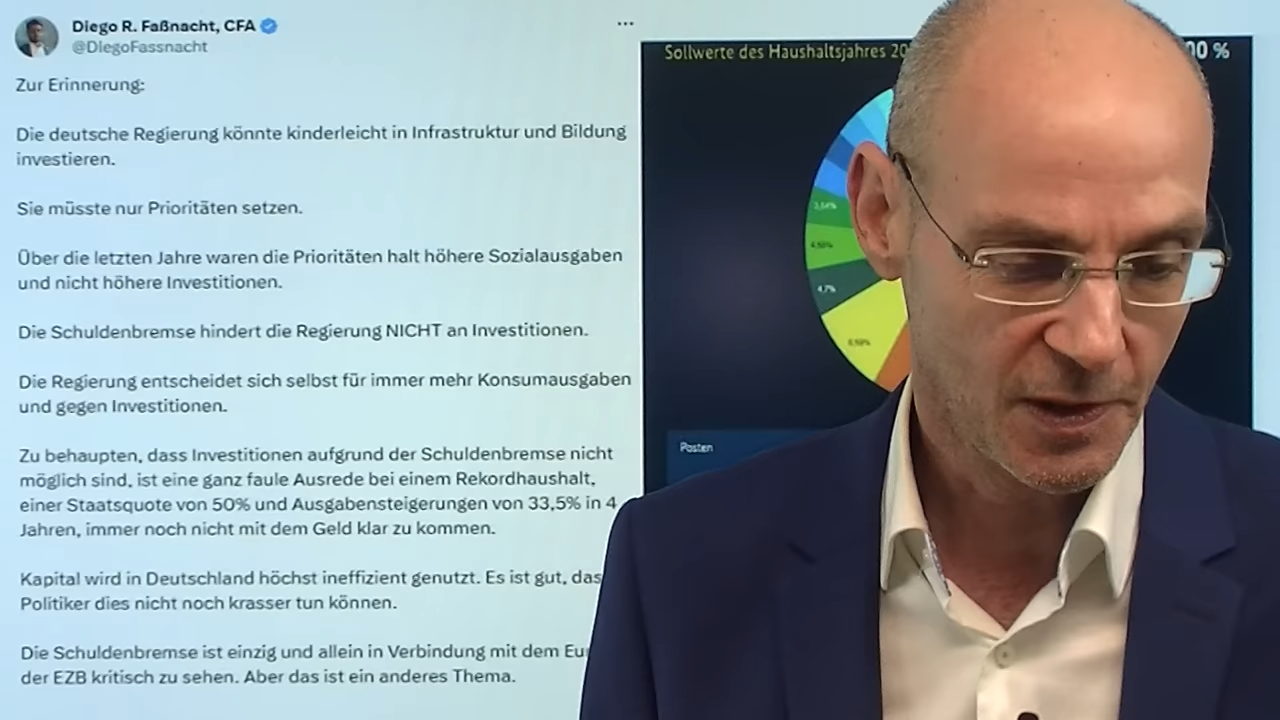 Diego R. Faßnacht, CFA
@DiegoFassnacht
Zur Erinnerung:
Die deutsche Regierung könnte kinderleicht in Infrastruktur und Bildung
investieren.
Sie müsste nur Prioritäten setzen.
Über die letzten Jahre waren die Prioritäten halt höhere Sozialausgaben
und nicht höhere Investitionen.
Die Schuldenbremse hindert die Regierung NICHT an Investitionen.
Die Regierung entscheidet sich selbst für immer mehr Konsumausgaben
und gegen Investitionen.
Zu behaupten, dass Investitionen aufgrund der Schuldenbremse nicht
möglich sind, ist eine ganz faule Ausrede bei einem Rekordhaushalt,
einer Staatsquote von 50% und Ausgabensteigerungen von 33,5% in 4
Jahren, immer noch nicht mit dem Geld klar zu kommen.
Kapital wird in Deutschland höchst ineffizient genutzt. Es ist gut, das
Politiker dies nicht noch krasser tun können.
Die Schuldenbremse ist einzig und allein in Verbindung mit dem Eu
der EZB kritisch zu sehen. Aber das ist ein anderes Thema.
Sollwerte des Haushaltsjahres 20
00 %
4,7%
Posten